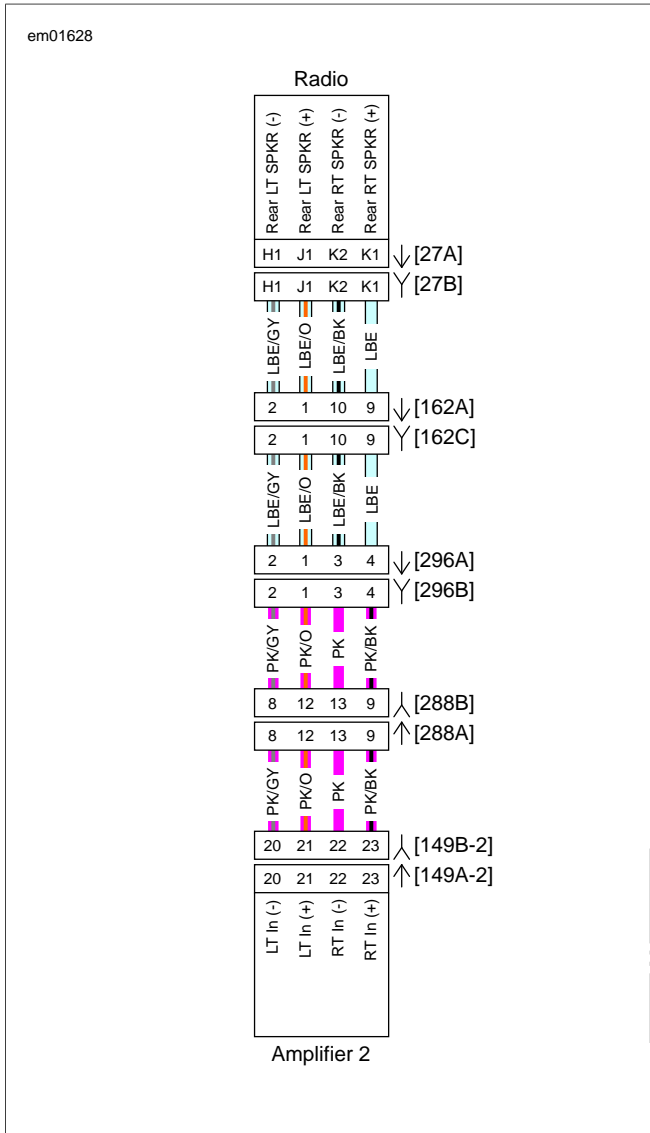 em01628
Radio
Rear LT SPKR (-)
Rear LT SPKR (+)
Rear RT SPKR (-)
Rear RT SPKR (+)
H1 J1 K2 K1 [27A]
H1 J1 K2 K1 [27B]
LBE/GY LBE/O LBE/BK LBE
2 1 10 9 [162A]
2 1 10 9 [162C]
LBE/GY LBE/O LBE/BK LBE
2 1 3 4 [296A]
2 1 3 4 [296B]
PK/GY PK/O PK PK/BK
8 12 13 9 [288B]
8 12 13 9 [288A]
PK/GY PK/O PK PK/BK
20 21 22 23 [149B-2]
20 21 22 23 [149A-2]
LT In (-)
LT In (+)
RT In (-)
RT In (+)
Amplifier 2